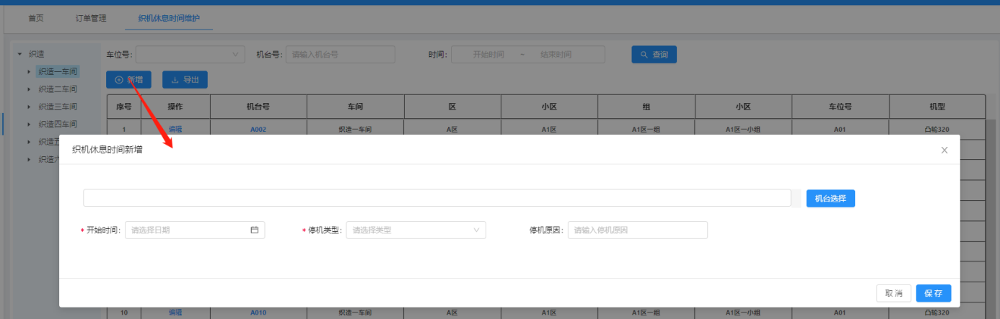 首页 订单管理 织机休息时间维护
织造 车位号: 机台号: 请输入机台号 时间: 开始时间 ~ 结束时间 查询
织造一车间
新增 导出
织造二车间
织造三车间 序号 操作 机台号 车间 区 小区 组 小区 车位号 机型
织造四车间 1 编辑 A002 织造一车间 A区 A1区 A1区一组 A1区一小组 A01 凸轮320
织造五
织造六
织机休息时间新增
机台选择
* 开始时间: 请选择日期 * 停机类型: 请选择类型 停机原因: 请输入停机原因
取消 保存
10 编辑 A010 织造一车间 A区 A1区 A1区一组 A1区一小组 A01 凸轮320